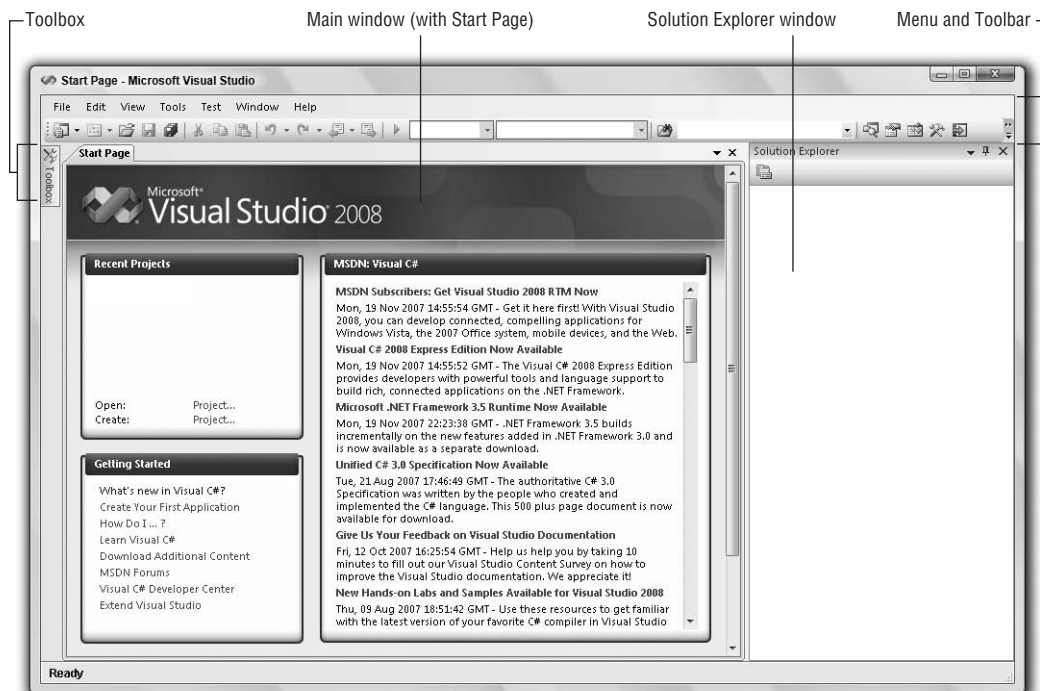 Toolbox
Main window (with Start Page)
Solution Explorer window
Menu and Toolbar
Start Page - Microsoft Visual Studio
File Edit View Tools Test Window Help
Toolbox
Start Page
Solution Explorer
Microsoft®
Visual Studio 2008
Recent Projects
Open: Project...
Create: Project...
Getting Started
What's new in Visual C#?
Create Your First Application
How Do I ... ?
Learn Visual C#
Download Additional Content
MSDN Forums
Visual C# Developer Center
Extend Visual Studio
MSDN: Visual C#
MSDN Subscribers: Get Visual Studio 2008 RTM Now
Mon, 19 Nov 2007 14:55:54 GMT - Get it here first! With Visual Studio
2008, you can develop connected, compelling applications for
Windows Vista, the 2007 Office system, mobile devices, and the Web.
Visual C# 2008 Express Edition Now Available
Mon, 19 Nov 2007 14:55:52 GMT - The Visual C# 2008 Express Edition
provides developers with powerful tools and language support to
build rich, connected applications on the .NET Framework.
Microsoft .NET Framework 3.5 Runtime Now Available
Mon, 19 Nov 2007 22:23:38 GMT - .NET Framework 3.5 builds
incrementally on the new features added in .NET Framework 3.0 and
is now available as a separate download.
Unified C# 3.0 Specification Now Available
Tue, 21 Aug 2007 17:46:49 GMT - The authoritative C# 3.0
Specification was written by the people who created and
implemented the C# language. This 500 plus page document is now
available for download.
Give Us Your Feedback on Visual Studio Documentation
Fri, 12 Oct 2007 16:25:54 GMT - Help us help you by taking 10
minutes to fill out our Visual Studio Content Survey on how to
improve the Visual Studio documentation. We appreciate it!
New Hands-on Labs and Samples Available for Visual Studio 2008
Thu, 09 Aug 2007 18:51:42 GMT - Use these resources to get familiar
with the latest version of your favorite C# compiler in Visual Studio
Ready